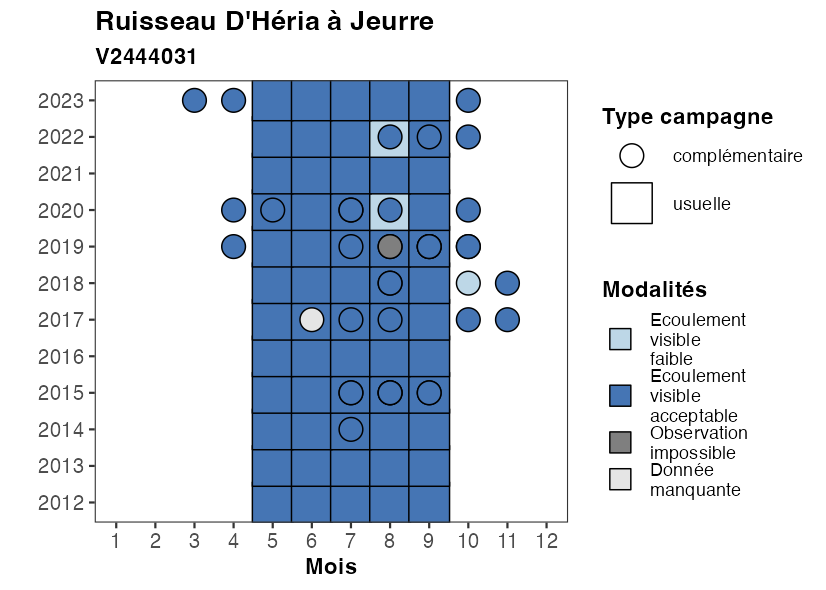 Ruisseau D'Héria à Jeurre
V2444031
2023
2022
2021
2020
2019
2018
2017
2016
2015
2014
2013
2012
1 2 3 4 5 6 7 8 9 10 11 12
Mois
Type campagne
complémentaire
usuelle
Modalités
Ecoulement
visible
faible
Ecoulement
visible
acceptable
Observation
impossible
Donnée
manquante